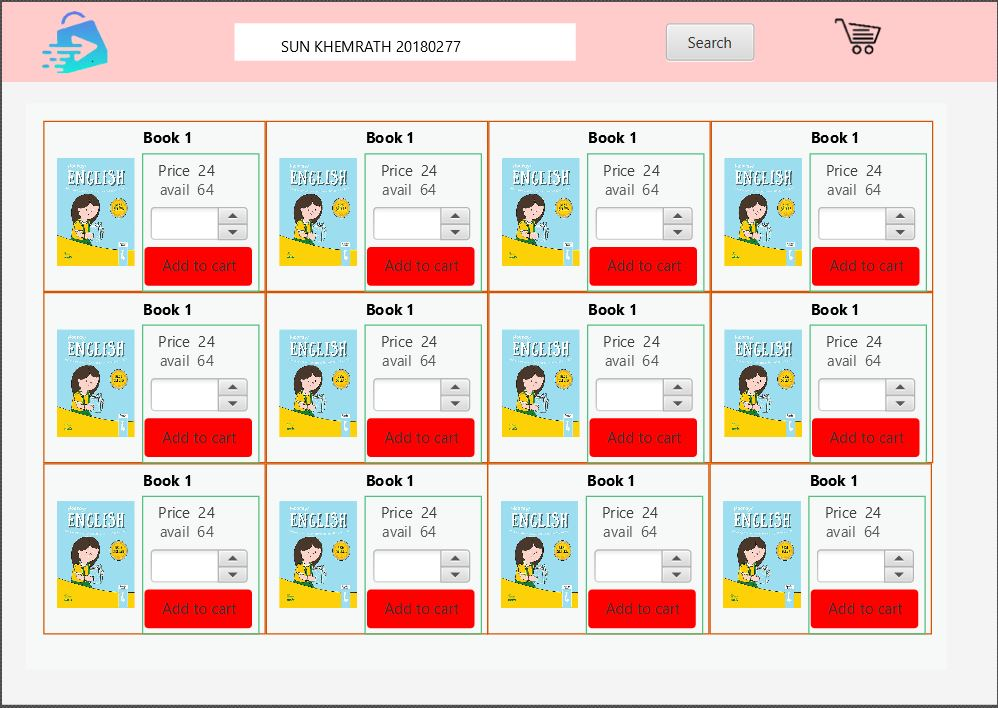 SUN KHEMRATH 20180277
Search
Book 1
Book 1
Book 1
Book 1
ENGLISH
Price 24
avail 64
Add to cart
ENGLISH
Price 24
avail 64
Add to cart
ENGLISH
Price 24
avail 64
Add to cart
ENGLISH
Price 24
avail 64
Add to cart
Book 1
Book 1
Book 1
Book 1
ENGLISH
Price 24
avail 64
Add to cart
ENGLISH
Price 24
avail 64
Add to cart
ENGLISH
Price 24
avail 64
Add to cart
ENGLISH
Price 24
avail 64
Add to cart
Book 1
Book 1
Book 1
Book 1
ENGLISH
Price 24
avail 64
Add to cart
ENGLISH
Price 24
avail 64
Add to cart
ENGLISH
Price 24
avail 64
Add to cart
ENGLISH
Price 24
avail 64
Add to cart